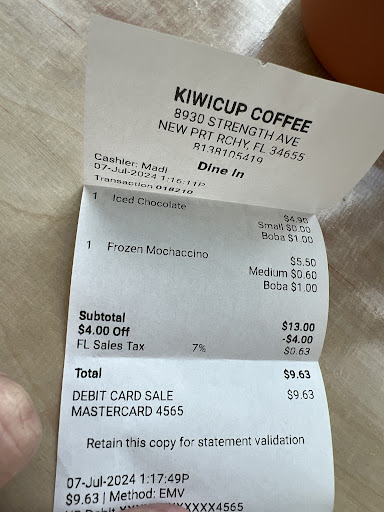 KIWICUP COFFEE
8930 STRENGTH AVE
NEW PRT RCHY, FL 34655
8138105419
Dine In
Cashier: Madi
07-Jul-2024 1:16:11P
Transaction 018210
1 Iced Chocolate $4.90
Small $0.00
Boba $1.00
1 Frozen Mochaccino $5.50
Medium $0.60
Boba $1.00
Subtotal $13.00
$4.00 Off -$4.00
FL Sales Tax 7% $0.63
Total $9.63
DEBIT CARD SALE $9.63
MASTERCARD 4565
Retain this copy for statement validation
07-Jul-2024 1:17:49P
$9.63 | Method: EMV
Debit XXXXXXXXXXXX4565